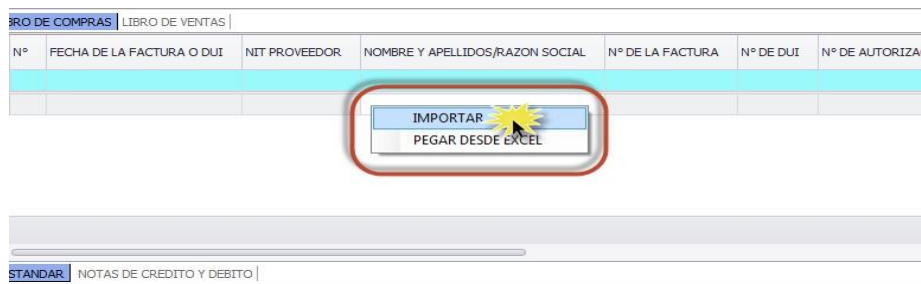 BRO DE COMPRAS LIBRO DE VENTAS
N° FECHA DE LA FACTURA O DUI NIT PROVEEDOR NOMBRE Y APELLIDOS/RAZON SOCIAL N° DE LA FACTURA N° DE DUI N° DE AUTORIZA
IMPORTAR
PEGAR DESDE EXCEL
STANDAR NOTAS DE CREDITO Y DEBITO